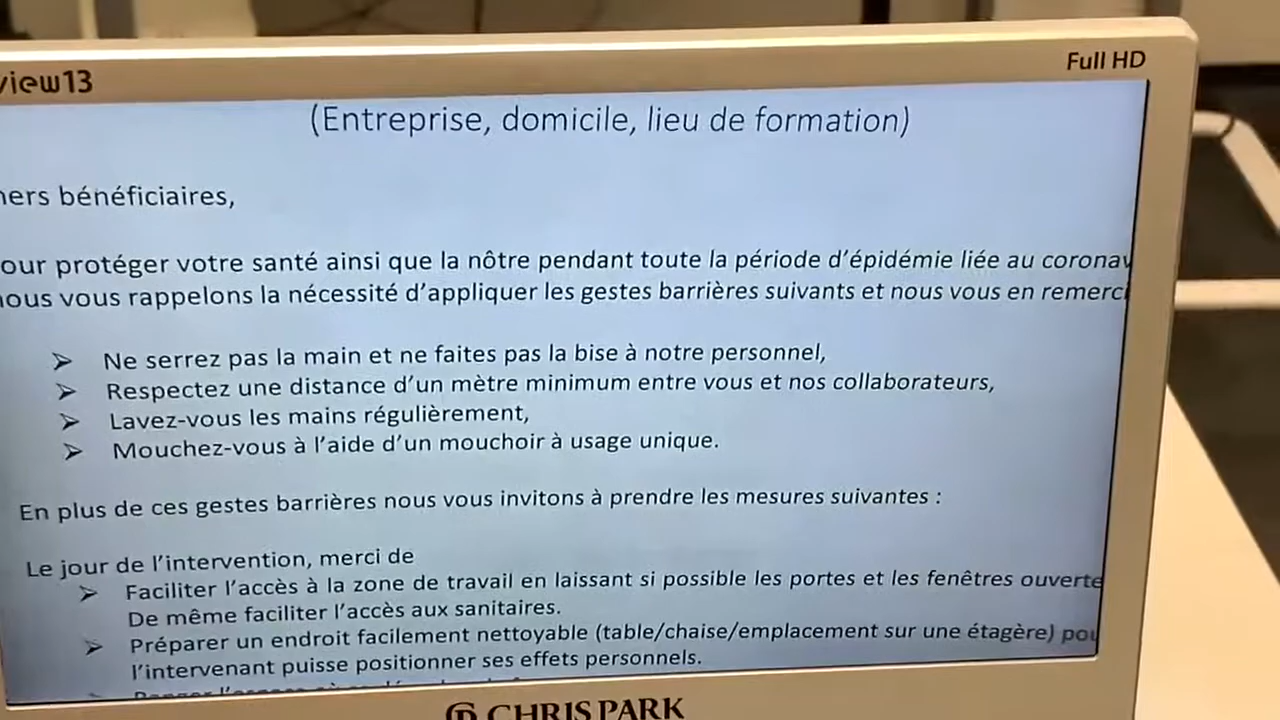 view13
Full HD
(Entreprise, domicile, lieu de formation)
hers bénéficiaires,
our protéger votre santé ainsi que la nôtre pendant toute la période d'épidémie liée au coronav
nous vous rappelons la nécessité d'appliquer les gestes barrières suivants et nous vous en remerci
➢ Ne serrez pas la main et ne faites pas la bise à notre personnel,
➢ Respectez une distance d'un mètre minimum entre vous et nos collaborateurs,
➢ Lavez-vous les mains régulièrement,
➢ Mouchez-vous à l'aide d'un mouchoir à usage unique.
En plus de ces gestes barrières nous vous invitons à prendre les mesures suivantes :
Le jour de l'intervention, merci de
➢ Faciliter l'accès à la zone de travail en laissant si possible les portes et les fenêtres ouverte
De même faciliter l'accès aux sanitaires.
➢ Préparer un endroit facilement nettoyable (table/chaise/emplacement sur une étagère) pou
l'intervenant puisse positionner ses effets personnels.
CHRIS PARK